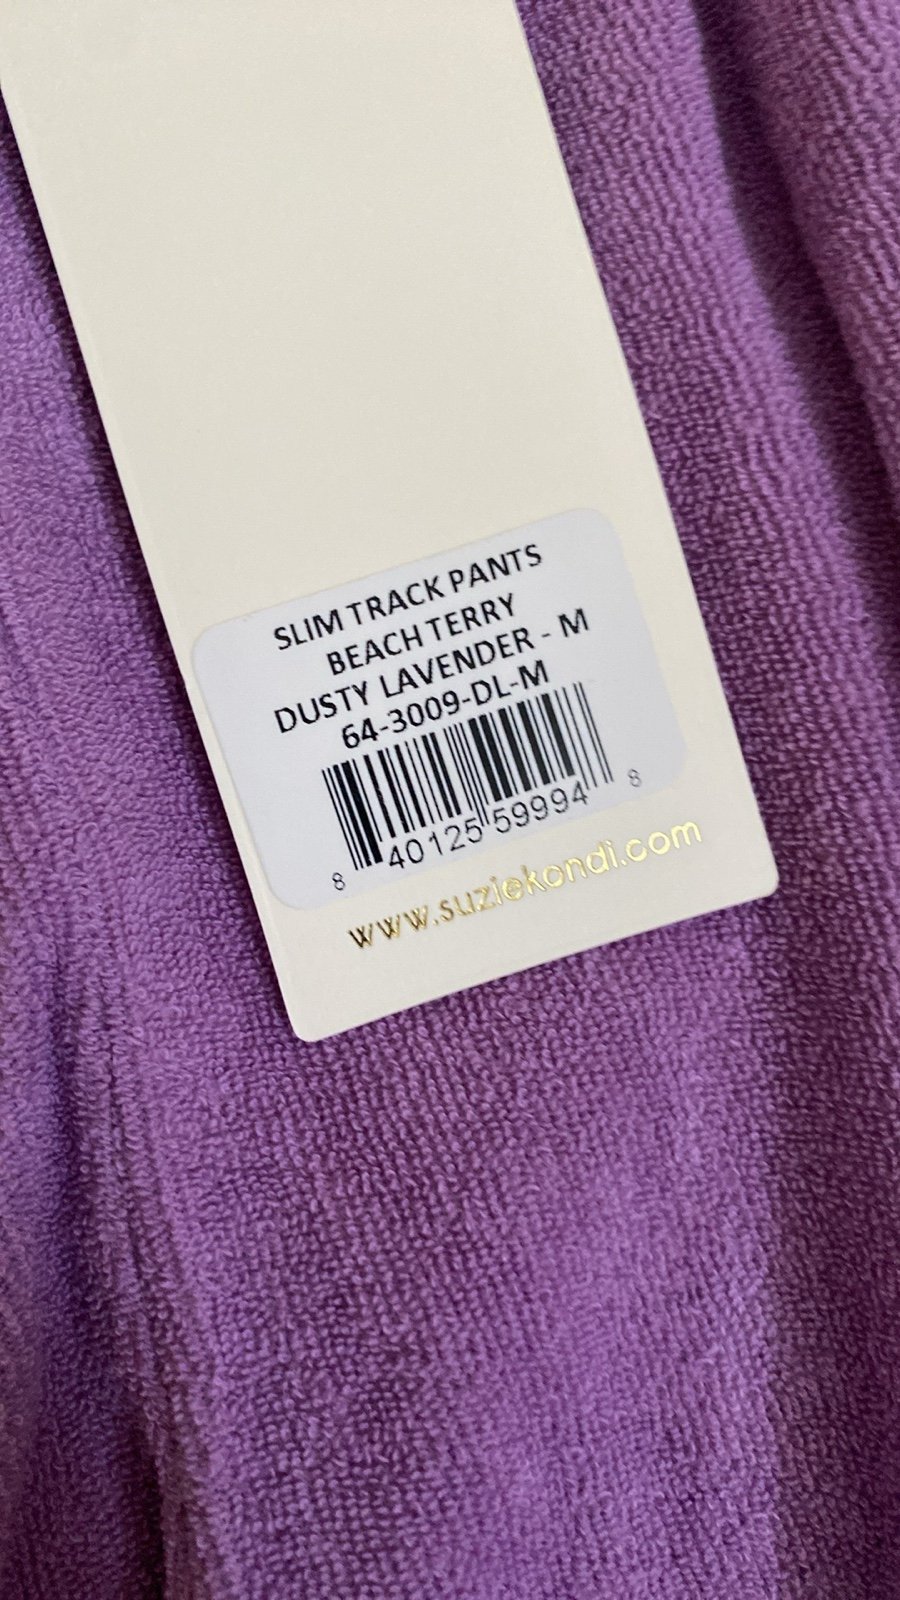 SLIM TRACK PANTS
BEACH TERRY
DUSTY LAVENDER - M
64-3009-DL-M
8 40125 59994 8
www.suziekondi.com